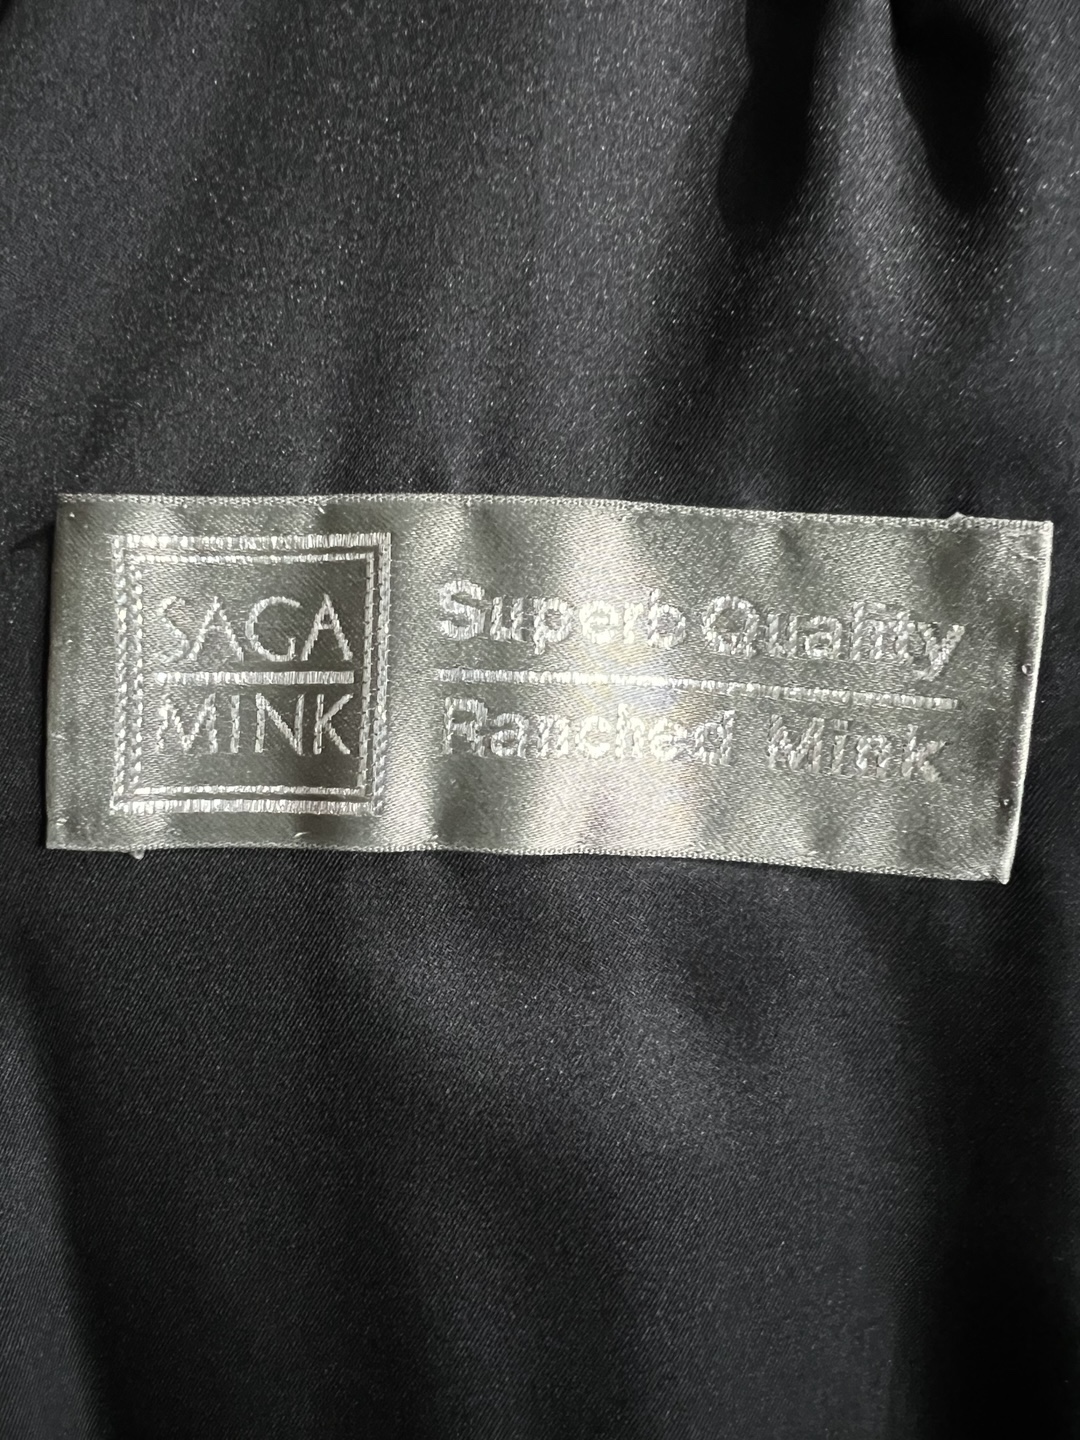 SAGA
MINK
Superb Quality
Ranched Mink